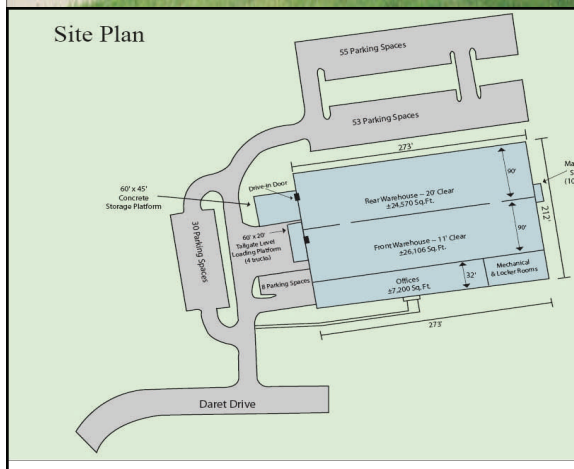 Site Plan
55 Parking Spaces
53 Parking Spaces
273'
60' x 45'
Concrete
Storage Platform
Drive-In Door
Rear Warehouse – 20' Clear
±24,570 Sq.Ft.
90'
212'
60' x 20'
Tailgate Level
Loading Platform
(4 trucks)
Front Warehouse – 11' Clear
±26,106 Sq.Ft.
90'
30 Parking Spaces
8 Parking Spaces
Offices
±7,200 Sq.Ft.
32'
Mechanical
& Locker Rooms
273'
Daret Drive